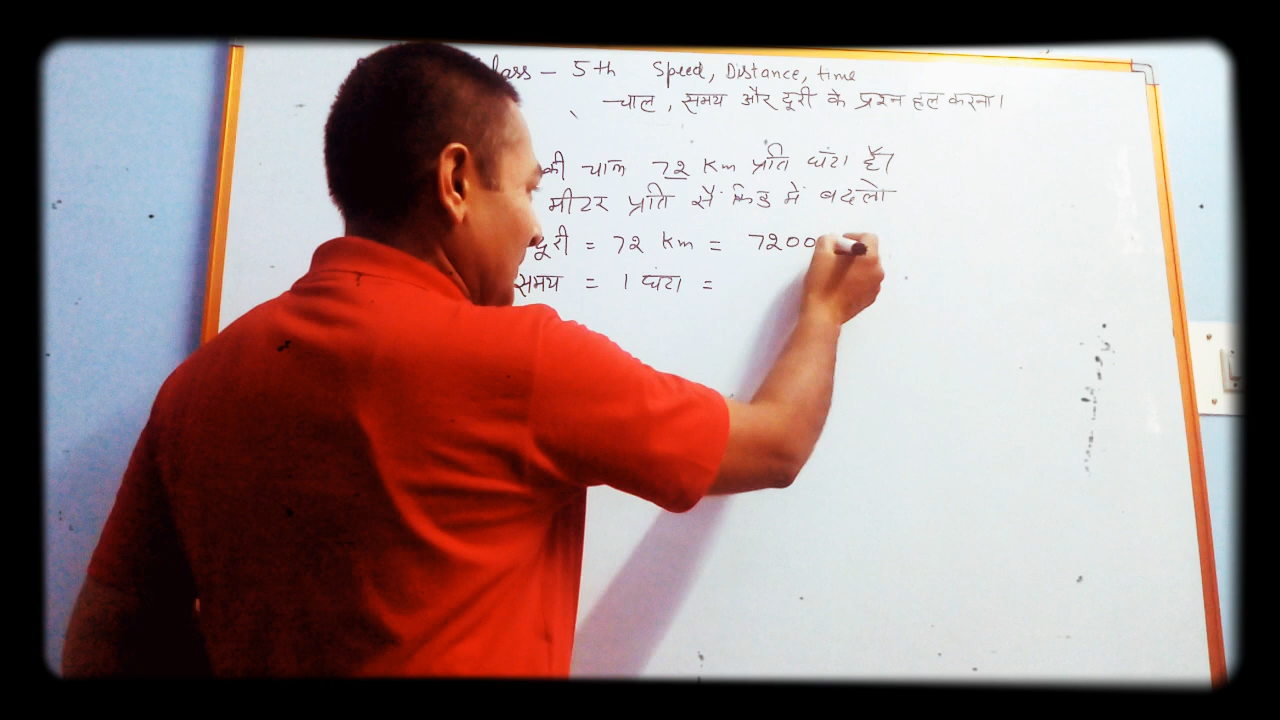 Class - 5th Speed, Distance, time
चाल, समय और दूरी के प्रश्न हल करना।
की चाल 72 Km प्रति घंटा है।
मीटर प्रति सैकिंड में बदलो
दूरी = 72 Km = 7200
समय = 1 घंटा =